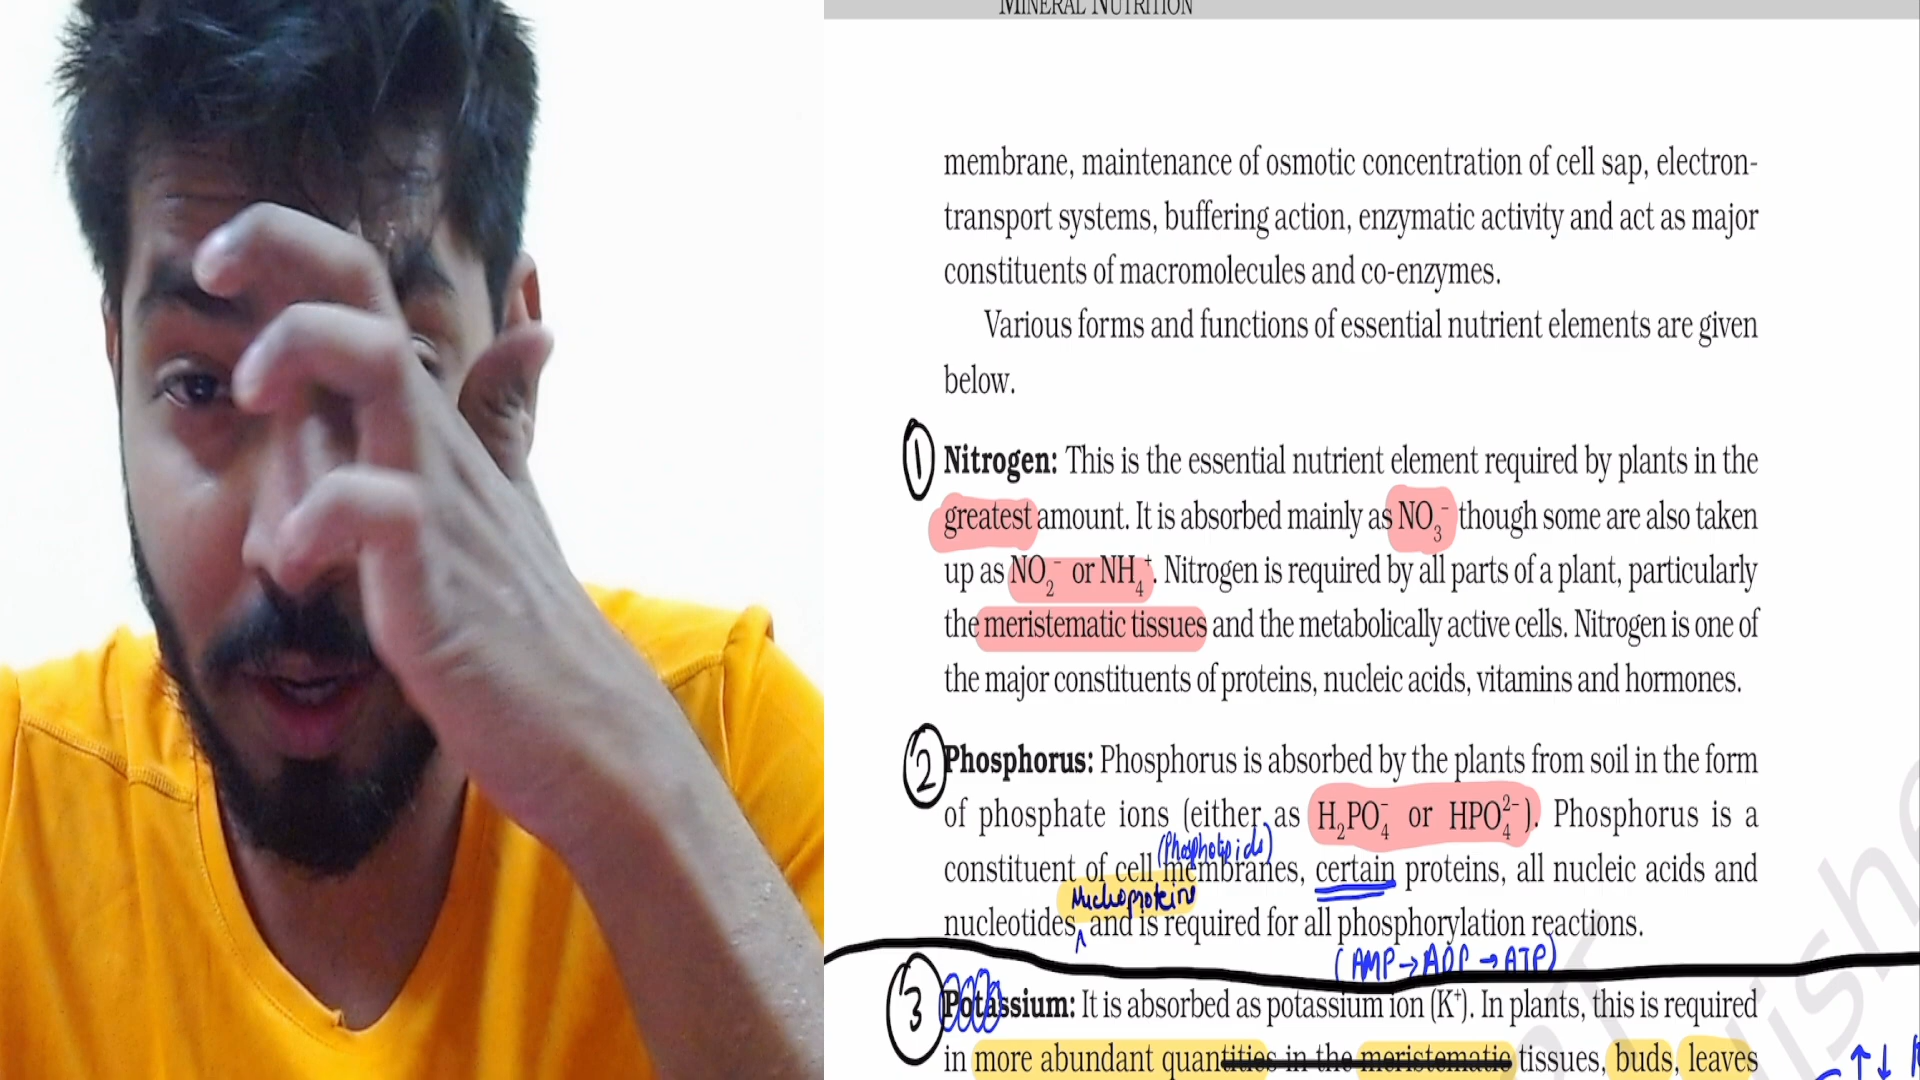 MINERAL NUTRITION
membrane, maintenance of osmotic concentration of cell sap, electron-
transport systems, buffering action, enzymatic activity and act as major
constituents of macromolecules and co-enzymes.
Various forms and functions of essential nutrient elements are given
below.
1 Nitrogen: This is the essential nutrient element required by plants in the
greatest amount. It is absorbed mainly as NO₃⁻ though some are also taken
up as NO₂⁻ or NH₄⁺. Nitrogen is required by all parts of a plant, particularly
the meristematic tissues and the metabolically active cells. Nitrogen is one of
the major constituents of proteins, nucleic acids, vitamins and hormones.
2 Phosphorus: Phosphorus is absorbed by the plants from soil in the form
of phosphate ions (either as H₂PO₄⁻ or HPO₄²⁻). Phosphorus is a
(Phospholipids)
constituent of cell membranes, certain proteins, all nucleic acids and
Nucleoprotein
nucleotides, and is required for all phosphorylation reactions.
(AMP→ADP→ATP)
3 Potassium: It is absorbed as potassium ion (K⁺). In plants, this is required
in more abundant quantities in the meristematic tissues, buds, leaves